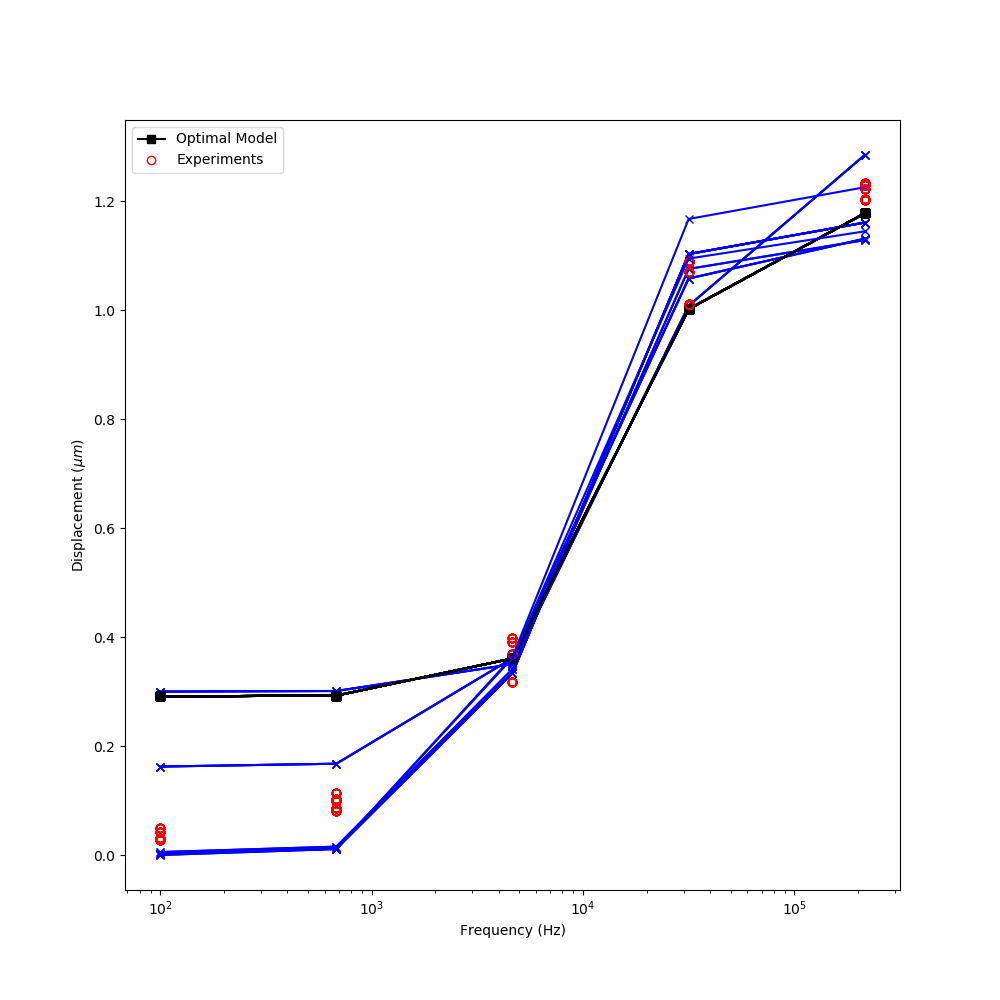 Optimal Model
Experiments
1.2
1.0
0.8
0.6
0.4
0.2
0.0
Displacement (μm)
10²
10³
10⁴
10⁵
Frequency (Hz)